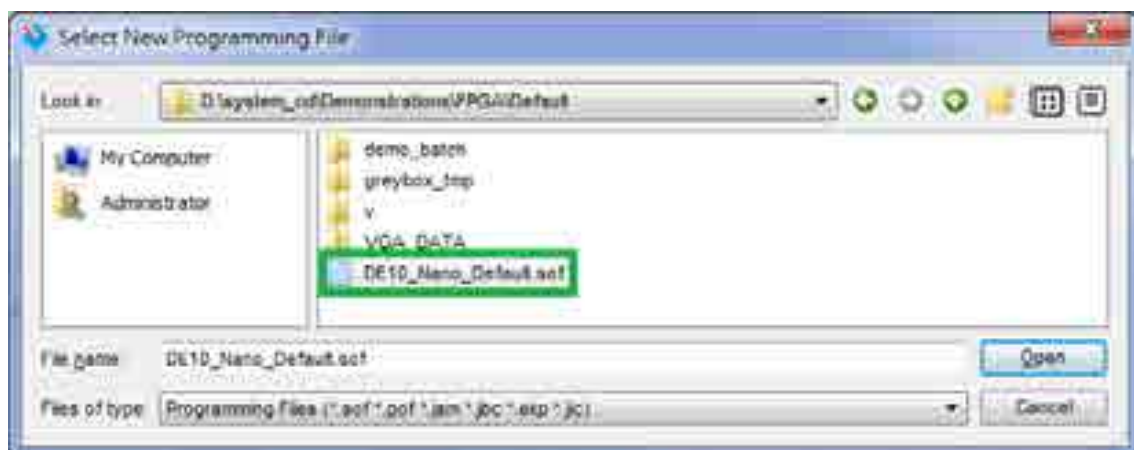 Select New Programming File
Look in: D:\system_cd\Demonstrations\FPGA\Default
My Computer
Administrator
demo_batch
greybox_tmp
v
VGA_DATA
DE10_Nano_Default.sof
File name: DE10_Nano_Default.sof
Open
Files of type: Programming Files (*.sof *.pof *.jam *.jbc *.ekp *.jic)
Cancel